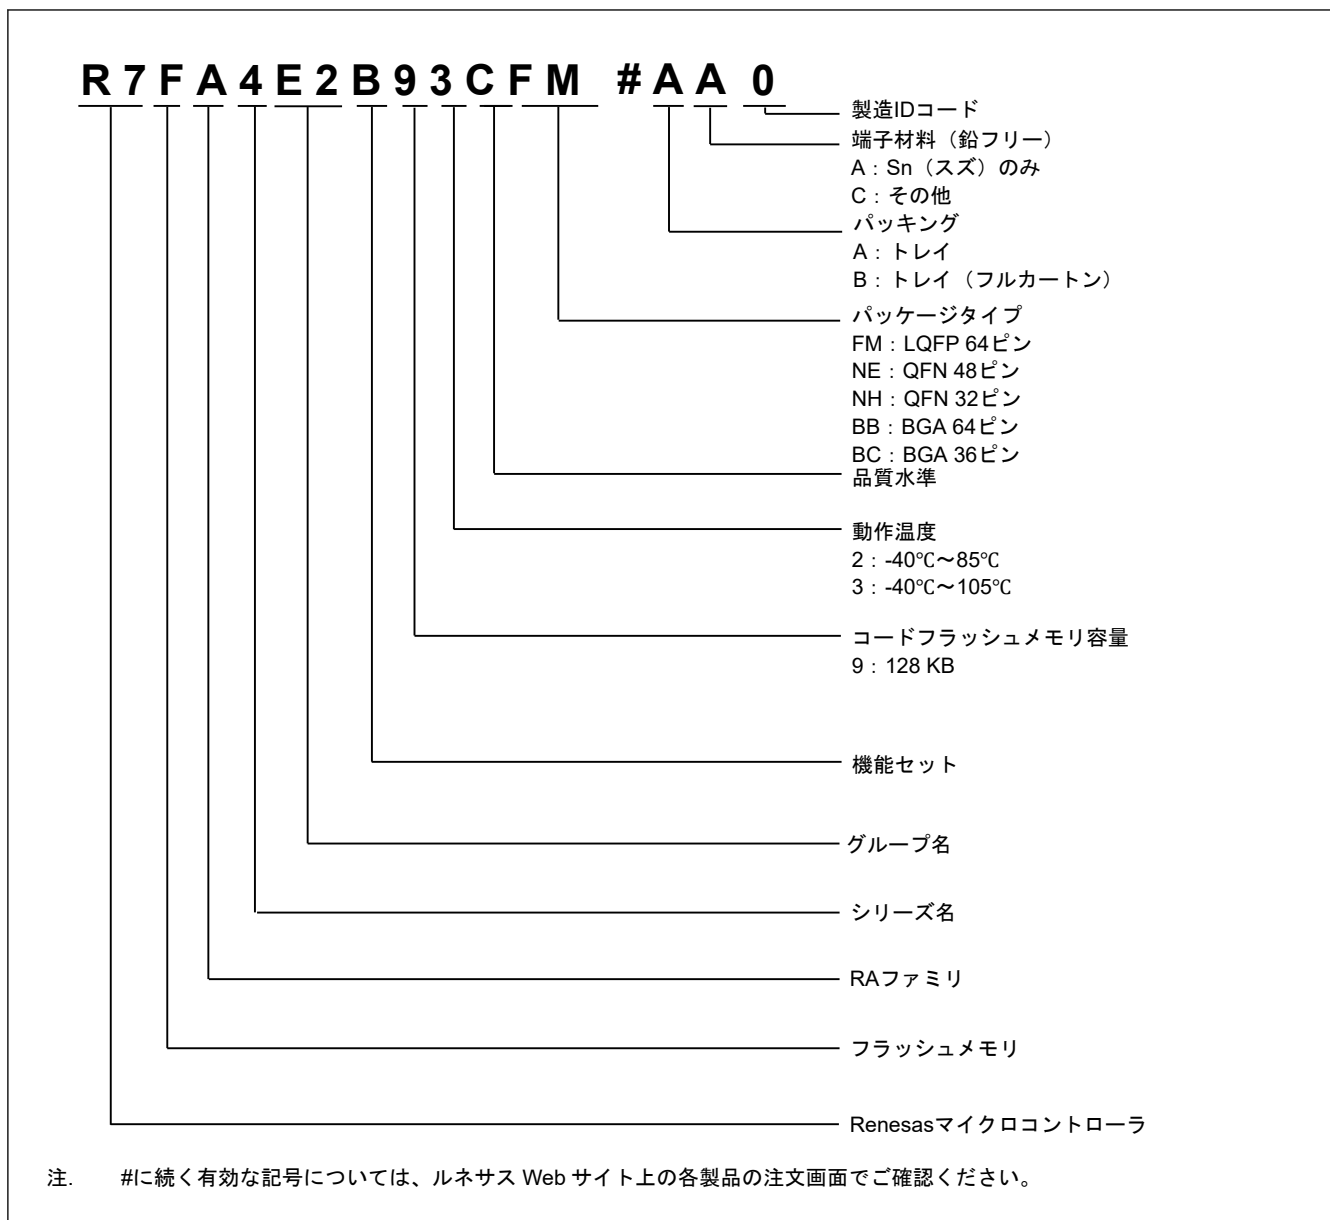 R7FA4E2B93CFM #AA0
製造IDコード
端子材料（鉛フリー）
A：Sn（スズ）のみ
C：その他
パッキング
A：トレイ
B：トレイ（フルカートン）
パッケージタイプ
FM：LQFP 64ピン
NE：QFN 48ピン
NH：QFN 32ピン
BB：BGA 64ピン
BC：BGA 36ピン
品質水準
動作温度
2：-40℃～85℃
3：-40℃～105℃
コードフラッシュメモリ容量
9：128 KB
機能セット
グループ名
シリーズ名
RAファミリ
フラッシュメモリ
Renesasマイクロコントローラ
注. #に続く有効な記号については、ルネサス Web サイト上の各製品の注文画面でご確認ください。